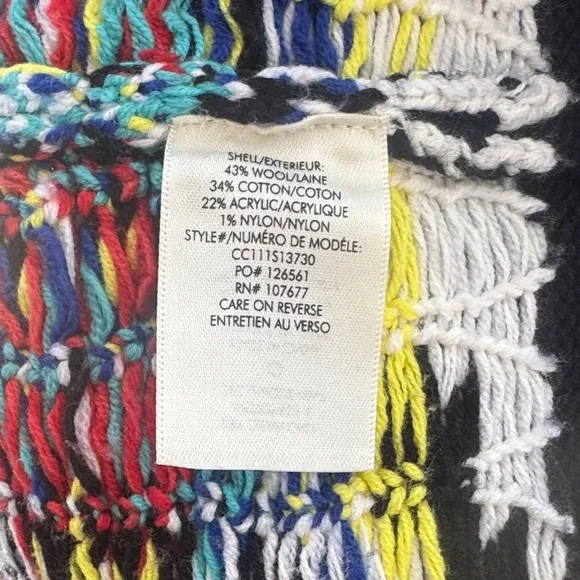 SHELL/EXTERIEUR:
43% WOOL/LAINE
34% COTTON/COTON
22% ACRYLIC/ACRYLIQUE
1% NYLON/NYLON
STYLE#/NUMÉRO DE MODÈLE:
CC111S13730
PO# 126561
RN# 107677
CARE ON REVERSE
ENTRETIEN AU VERSO